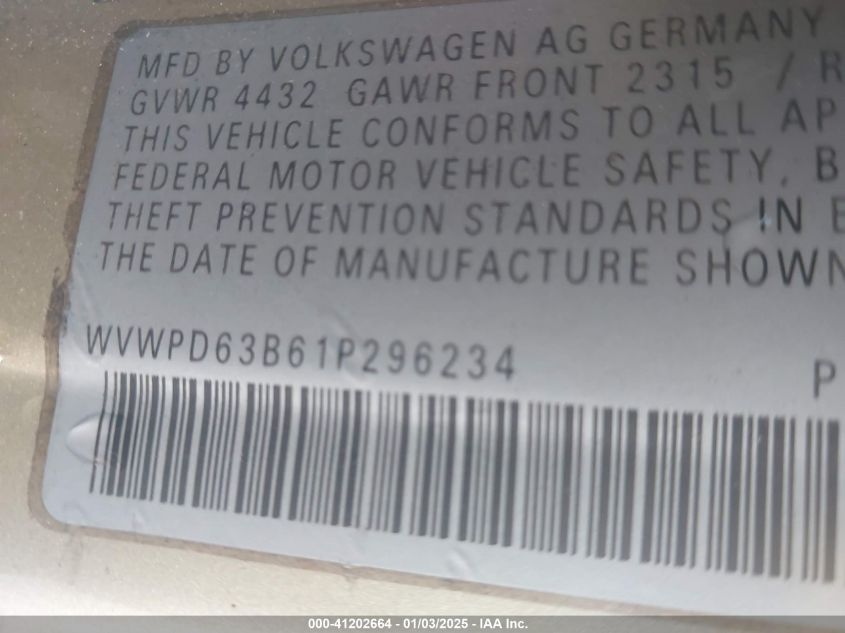 MFD BY VOLKSWAGEN AG GERMANY
GVWR 4432 GAWR FRONT 2315 / R
THIS VEHICLE CONFORMS TO ALL AP
FEDERAL MOTOR VEHICLE SAFETY, B
THEFT PREVENTION STANDARDS IN E
THE DATE OF MANUFACTURE SHOWN
WVWPD63B61P296234 P
000-41202664 - 01/03/2025 - IAA Inc.